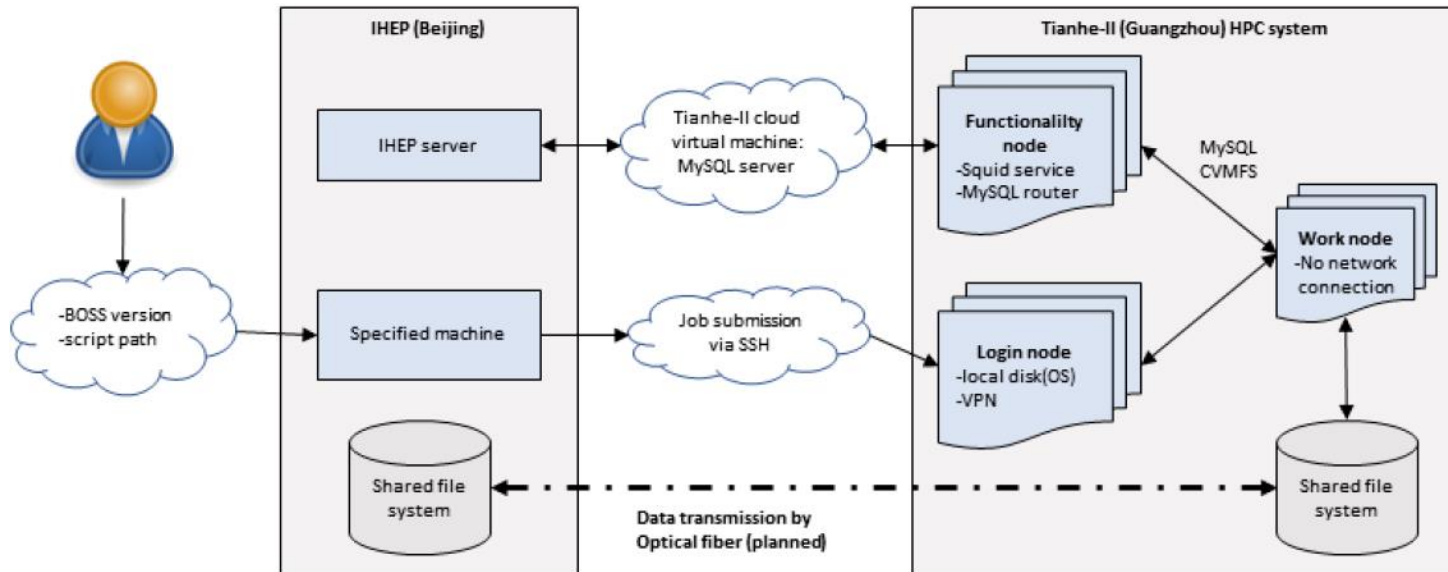 IHEP (Beijing)
Tianhe-II (Guangzhou) HPC system
IHEP server
Tianhe-II cloud
virtual machine:
MySQL server
Functionalilty
node
-Squid service
-MySQL router
MySQL
CVMFS
Work node
-No network
connection
-BOSS version
-script path
Specified machine
Job submission
via SSH
Login node
-local disk(OS)
-VPN
Shared file
system
Data transmission by
Optical fiber (planned)
Shared file
system